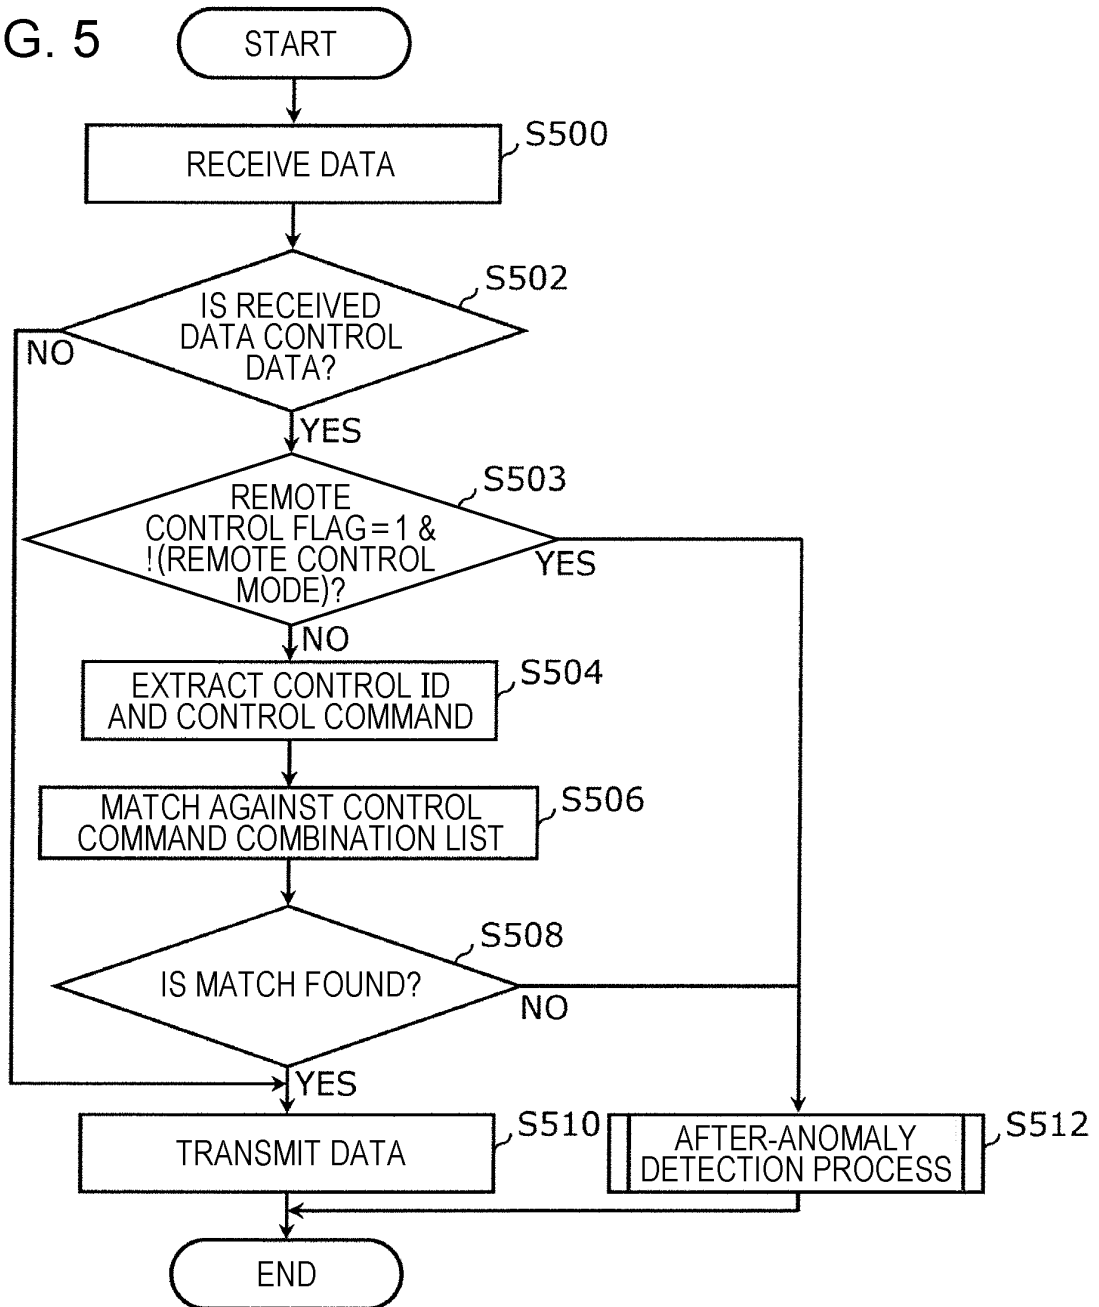 G. 5
START
S500
RECEIVE DATA
S502
IS RECEIVED
DATA CONTROL
DATA?
NO
YES
S503
REMOTE
CONTROL FLAG=1 &
!(REMOTE CONTROL
MODE)?
YES
NO
S504
EXTRACT CONTROL ID
AND CONTROL COMMAND
S506
MATCH AGAINST CONTROL
COMMAND COMBINATION LIST
S508
IS MATCH FOUND?
NO
YES
S510
TRANSMIT DATA
S512
AFTER-ANOMALY
DETECTION PROCESS
END